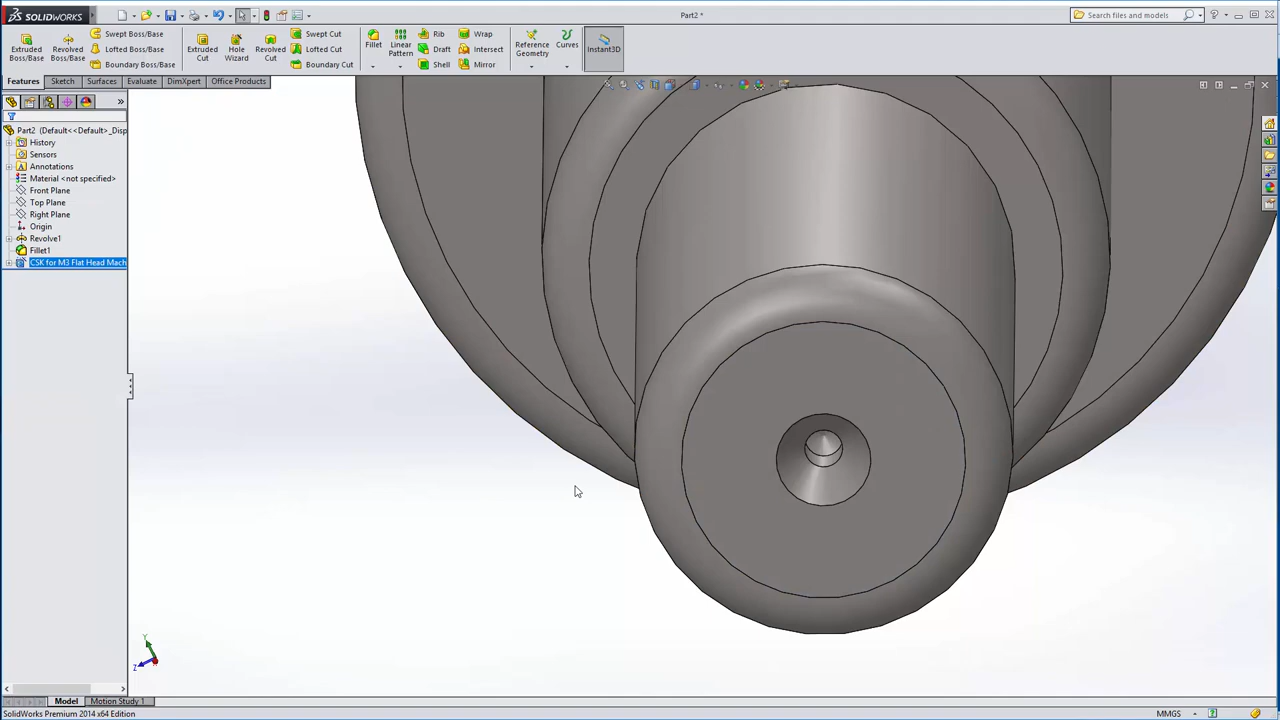 SOLIDWORKS
Part2 *
Search files and models
Extruded Boss/Base
Revolved Boss/Base
Swept Boss/Base
Lofted Boss/Base
Boundary Boss/Base
Extruded Cut
Hole Wizard
Revolved Cut
Swept Cut
Lofted Cut
Boundary Cut
Fillet
Linear Pattern
Rib
Draft
Shell
Wrap
Intersect
Mirror
Reference Geometry
Curves
Instant3D
Features
Sketch
Surfaces
Evaluate
DimXpert
Office Products
Part2 (Default<<Default>_Disp
History
Sensors
Annotations
Material <not specified>
Front Plane
Top Plane
Right Plane
Origin
Revolve1
Fillet1
CSK for M3 Flat Head Mach
Y
Z
Model
Motion Study 1
SolidWorks Premium 2014 x64 Edition
MMGS